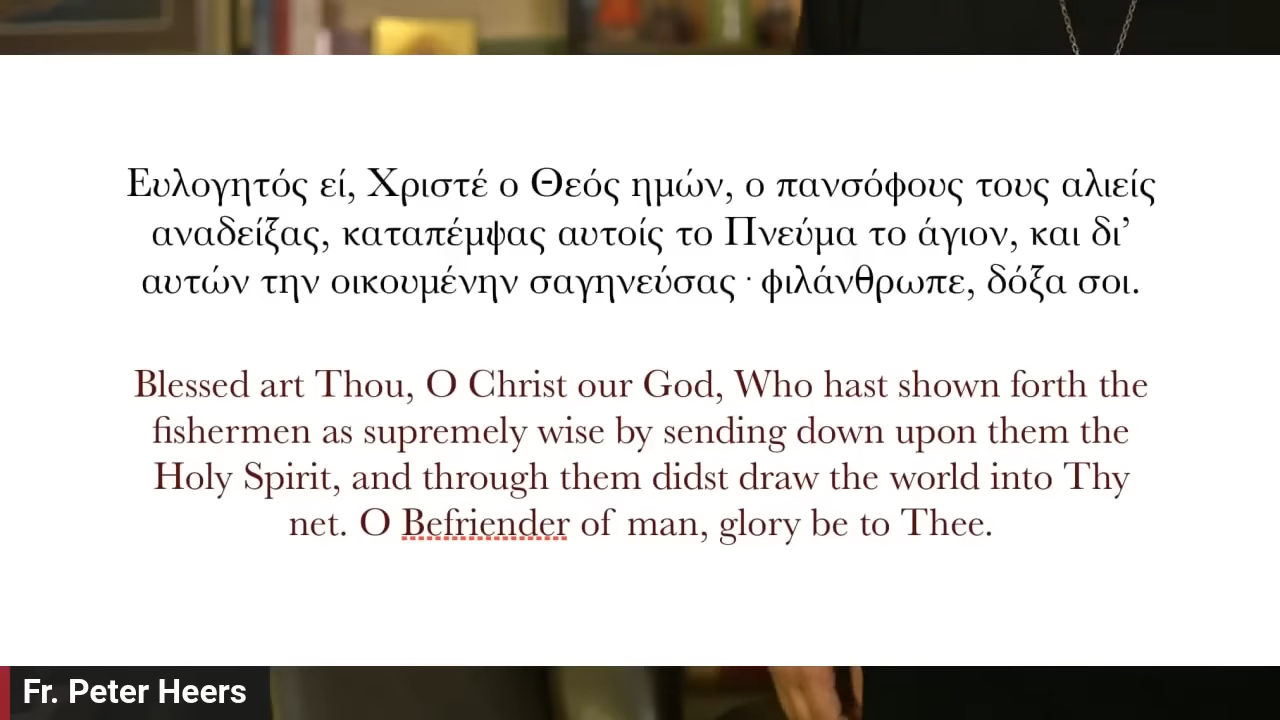 Ευλογητός εί, Χριστέ ο Θεός ημών, ο πανσόφους τους αλιείς
αναδείξας, καταπέμψας αυτοίς το Πνεύμα το άγιον, και δι’
αυτών την οικουμένην σαγηνεύσας · φιλάνθρωπε, δόξα σοι.
Blessed art Thou, O Christ our God, Who hast shown forth the
fishermen as supremely wise by sending down upon them the
Holy Spirit, and through them didst draw the world into Thy
net. O Befriender of man, glory be to Thee.
Fr. Peter Heers